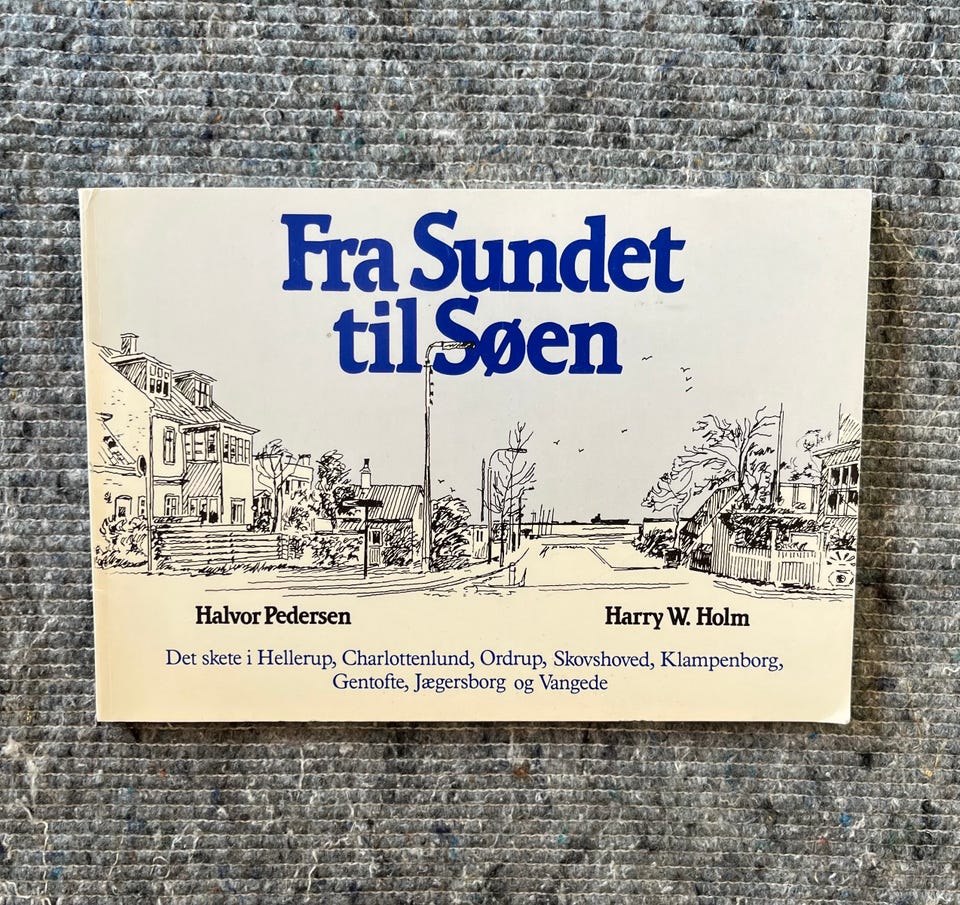 Fra Sundet
til Søen
Halvor Pedersen
Harry W. Holm
Det skete i Hellerup, Charlottenlund, Ordrup, Skovshoved, Klampenborg,
Gentofte, Jægersborg og Vangede